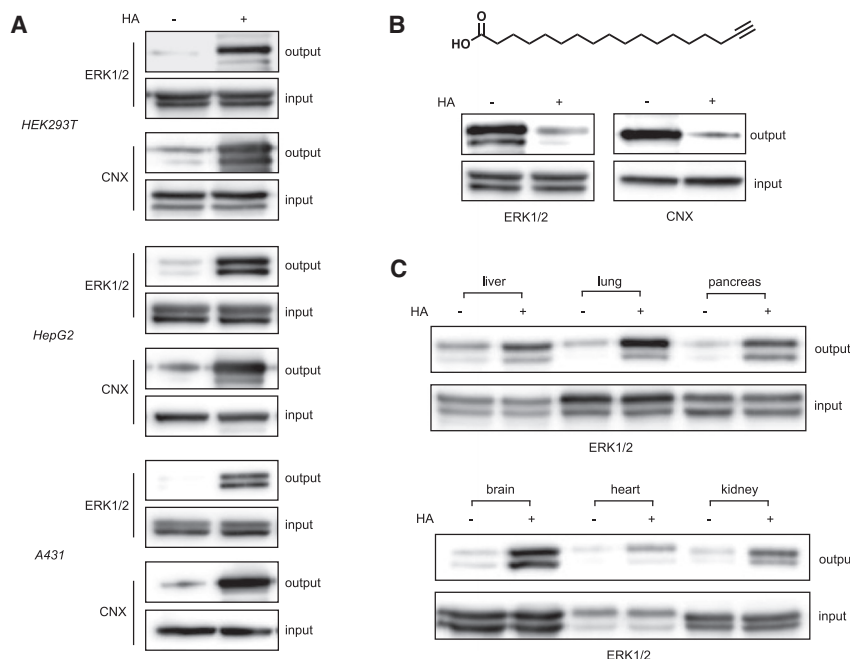 A
HA - +
ERK1/2
output
input
HEK293T
CNX
output
input
ERK1/2
output
input
HepG2
CNX
output
input
ERK1/2
output
input
A431
CNX
output
input
B
O
HO
HA - + - +
output
input
ERK1/2 CNX
C
liver lung pancreas
HA - + - + - +
output
input
ERK1/2
brain heart kidney
HA - + - + - +
outpu
input
ERK1/2